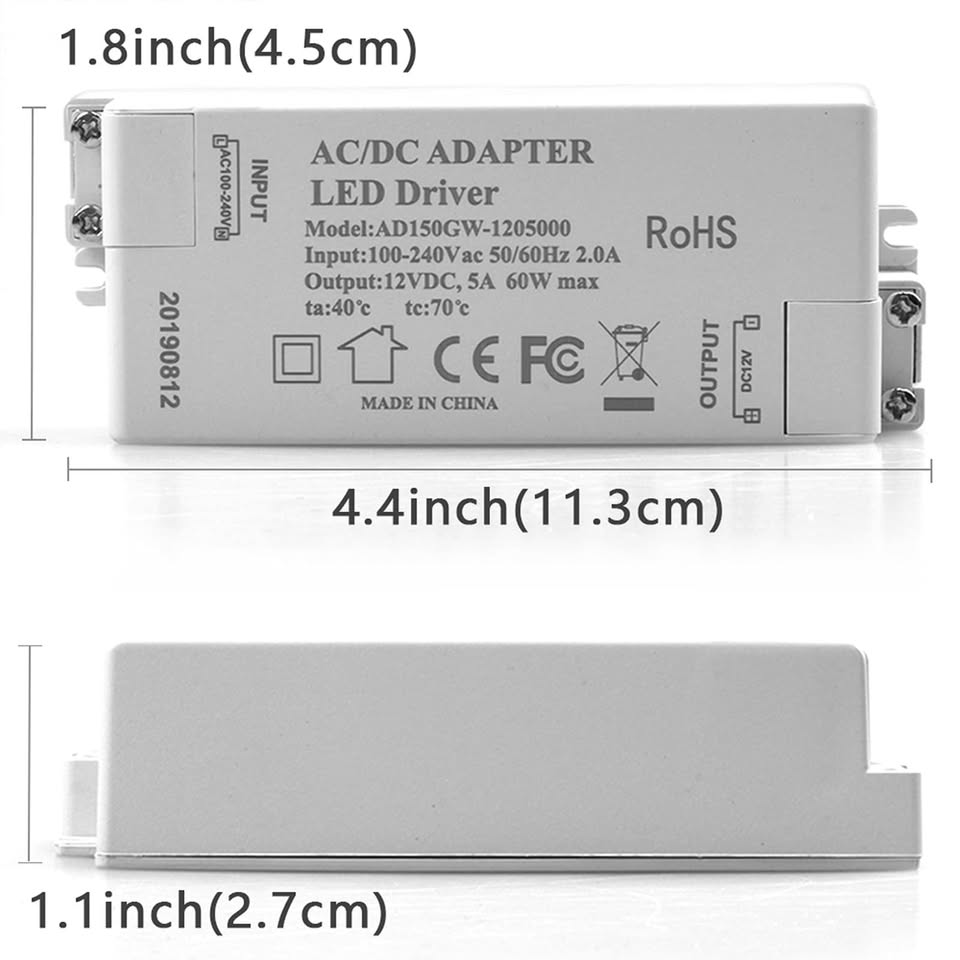 1.8inch(4.5cm)
L AC100-240V N
INPUT
20190812
AC/DC ADAPTER
LED Driver
Model:AD150GW-1205000
Input:100-240Vac 50/60Hz 2.0A
Output:12VDC, 5A 60W max
ta:40℃ tc:70℃
RoHS
CE FC
MADE IN CHINA
OUTPUT
DC12V
4.4inch(11.3cm)
1.1inch(2.7cm)